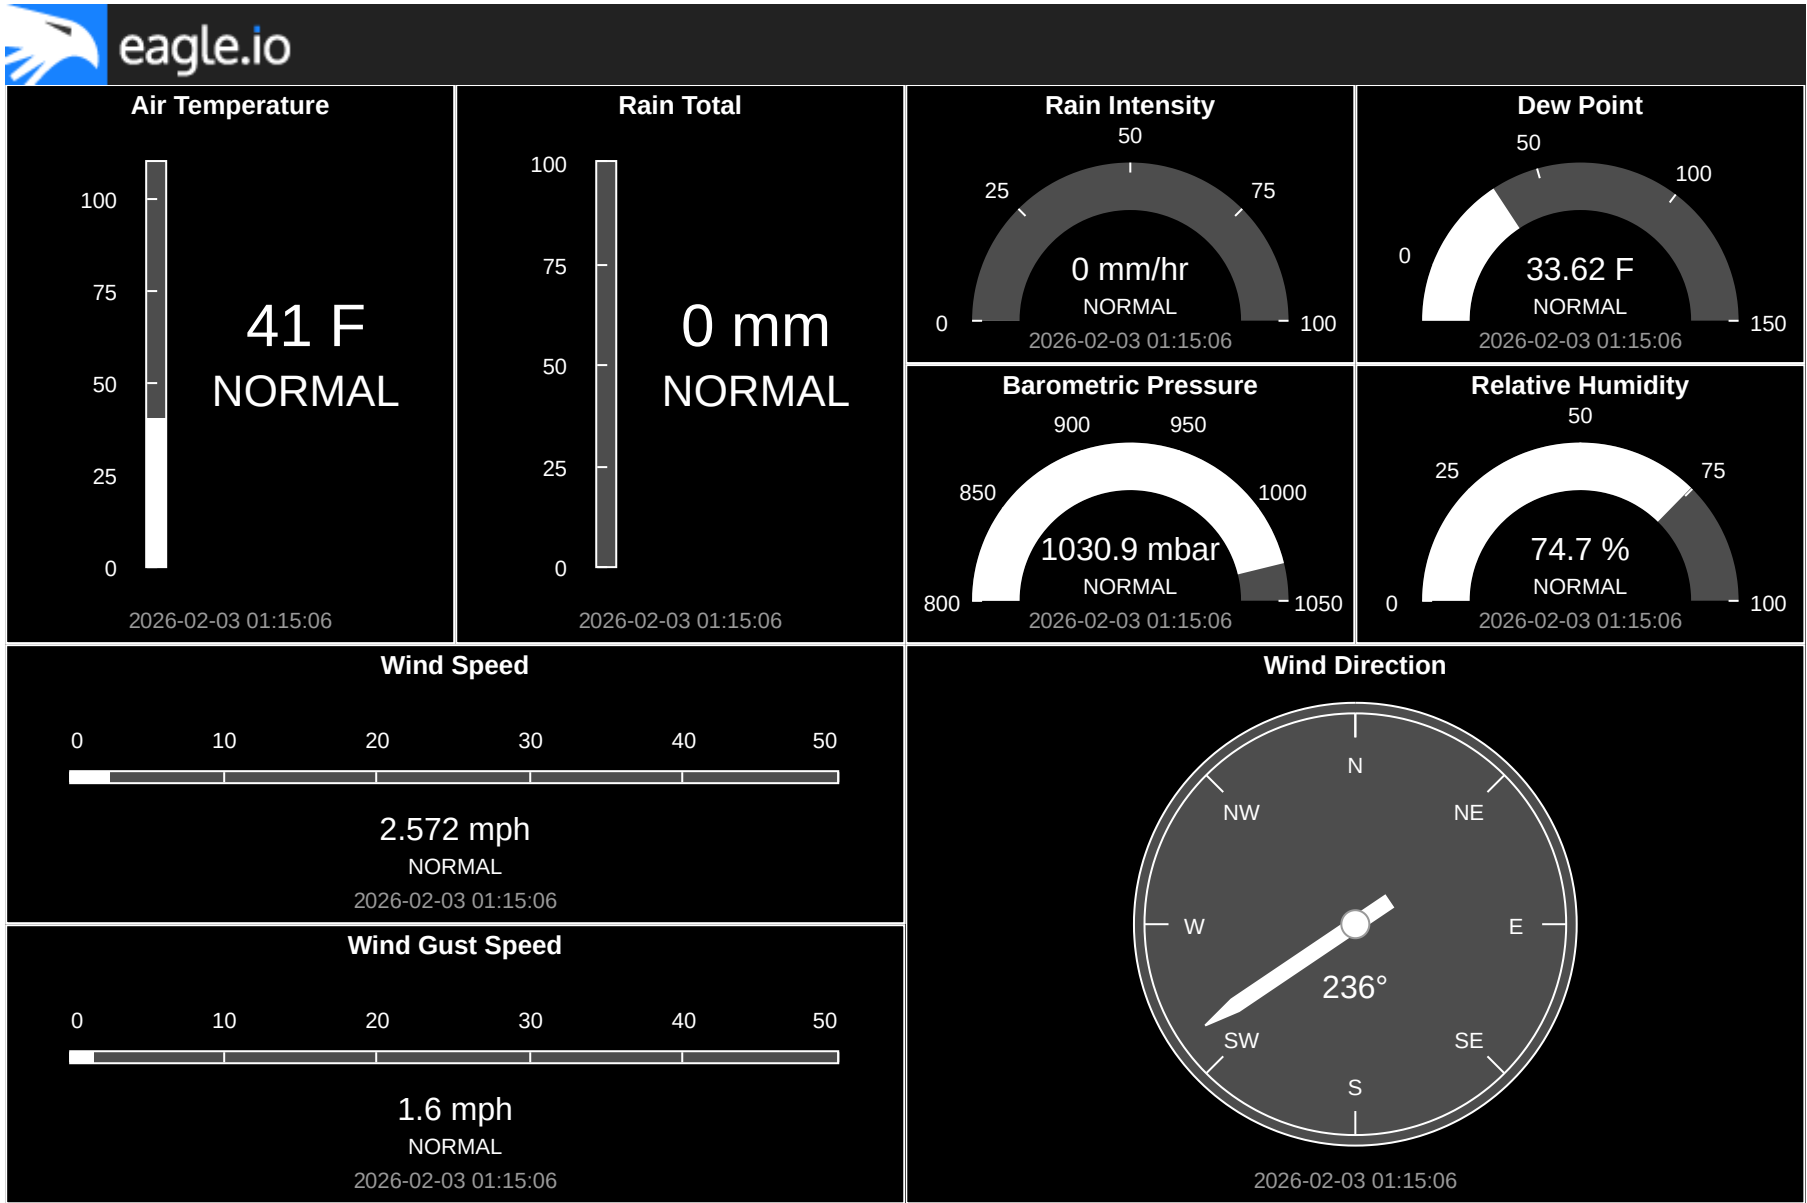 eagle.io
Air Temperature
100
75
50
25
0
41 F
NORMAL
2026-02-03 01:15:06
Rain Total
100
75
50
25
0
0 mm
NORMAL
2026-02-03 01:15:06
Rain Intensity
50
25
75
0
100
0 mm/hr
NORMAL
2026-02-03 01:15:06
Dew Point
50
100
0
150
33.62 F
NORMAL
2026-02-03 01:15:06
Barometric Pressure
900
950
850
1000
800
1050
1030.9 mbar
NORMAL
2026-02-03 01:15:06
Relative Humidity
50
25
75
0
100
74.7 %
NORMAL
2026-02-03 01:15:06
Wind Speed
0 10 20 30 40 50
2.572 mph
NORMAL
2026-02-03 01:15:06
Wind Gust Speed
0 10 20 30 40 50
1.6 mph
NORMAL
2026-02-03 01:15:06
Wind Direction
N
NW
NE
W
E
236°
SW
SE
S
2026-02-03 01:15:06